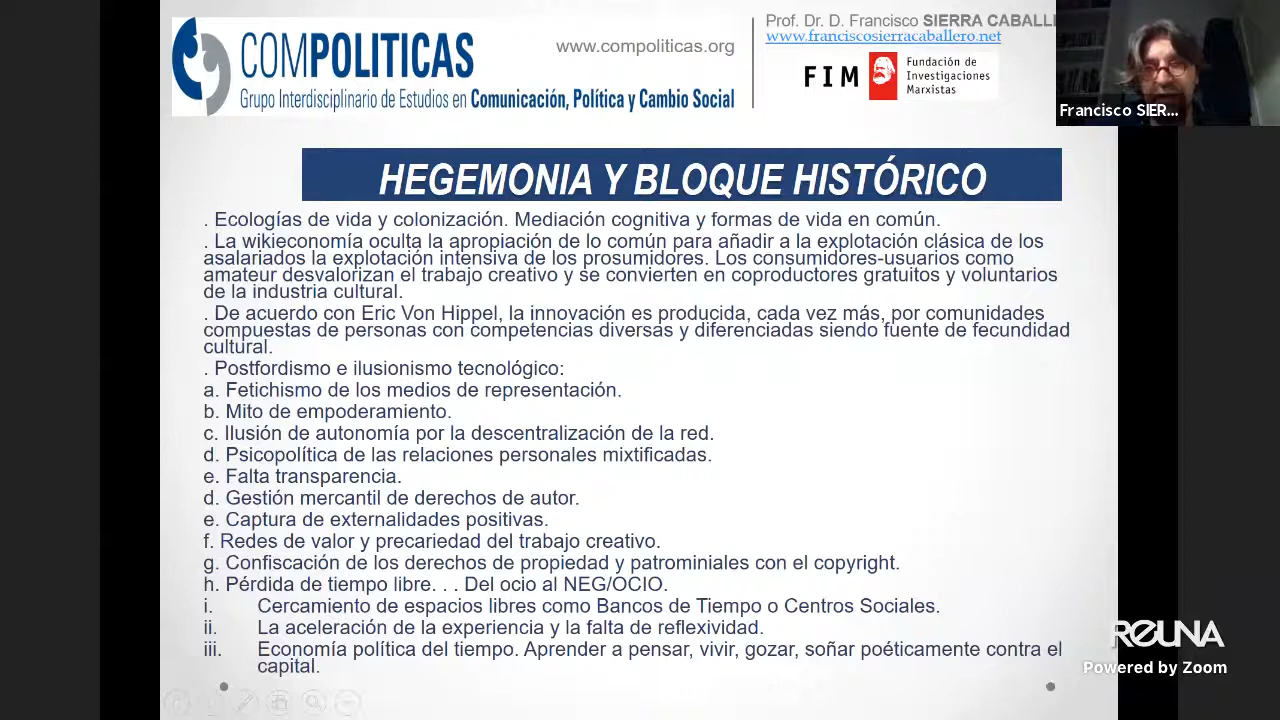 COMPOLITICAS
Grupo Interdisciplinario de Estudios en Comunicación, Política y Cambio Social
www.compoliticas.org
Prof. Dr. D. Francisco SIERRA CABALLE
www.franciscosierracaballero.net
FIM
Fundación de
Investigaciones
Marxistas
Francisco SIER...
HEGEMONIA Y BLOQUE HISTÓRICO
. Ecologías de vida y colonización. Mediación cognitiva y formas de vida en común.
. La wikieconomía oculta la apropiación de lo común para añadir a la explotación clásica de los
asalariados la explotación intensiva de los prosumidores. Los consumidores-usuarios como
amateur desvalorizan el trabajo creativo y se convierten en coproductores gratuitos y voluntarios
de la industria cultural.
. De acuerdo con Eric Von Hippel, la innovación es producida, cada vez más, por comunidades
compuestas de personas con competencias diversas y diferenciadas siendo fuente de fecundidad
cultural.
. Postfordismo e ilusionismo tecnológico:
a. Fetichismo de los medios de representación.
b. Mito de empoderamiento.
c. Ilusión de autonomía por la descentralización de la red.
d. Psicopolítica de las relaciones personales mixtificadas.
e. Falta transparencia.
d. Gestión mercantil de derechos de autor.
e. Captura de externalidades positivas.
f. Redes de valor y precariedad del trabajo creativo.
g. Confiscación de los derechos de propiedad y patrominiales con el copyright.
h. Pérdida de tiempo libre. . . Del ocio al NEG/OCIO.
i. Cercamiento de espacios libres como Bancos de Tiempo o Centros Sociales.
ii. La aceleración de la experiencia y la falta de reflexividad.
iii. Economía política del tiempo. Aprender a pensar, vivir, gozar, soñar poéticamente contra el
capital.
REUNA
Powered by Zoom